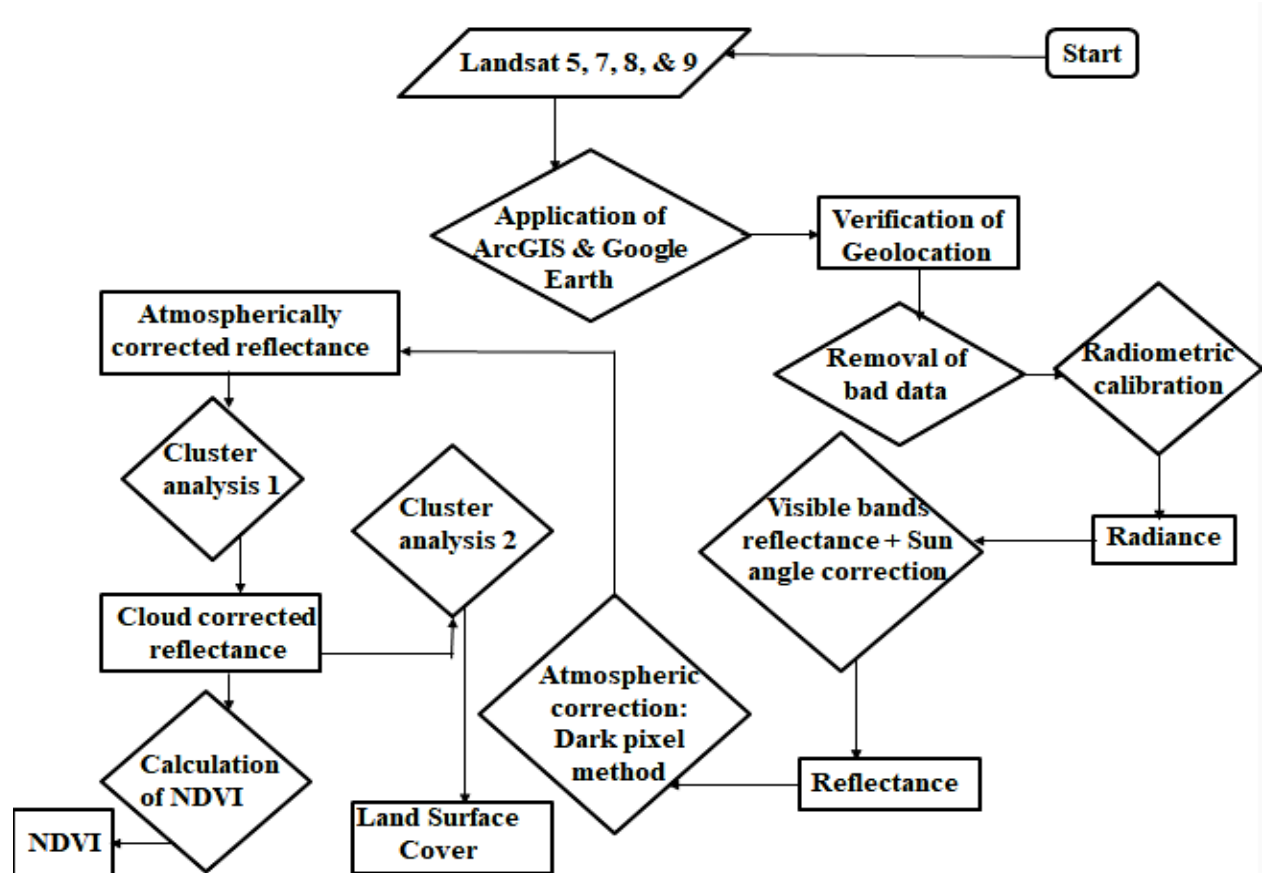 Start
Landsat 5, 7, 8, & 9
Application of
ArcGIS & Google
Earth
Verification of
Geolocation
Removal of
bad data
Radiometric
calibration
Radiance
Visible bands
reflectance + Sun
angle correction
Reflectance
Atmospheric
correction:
Dark pixel
method
Atmospherically
corrected reflectance
Cluster
analysis 1
Cloud corrected
reflectance
Cluster
analysis 2
Land Surface
Cover
Calculation
of NDVI
NDVI